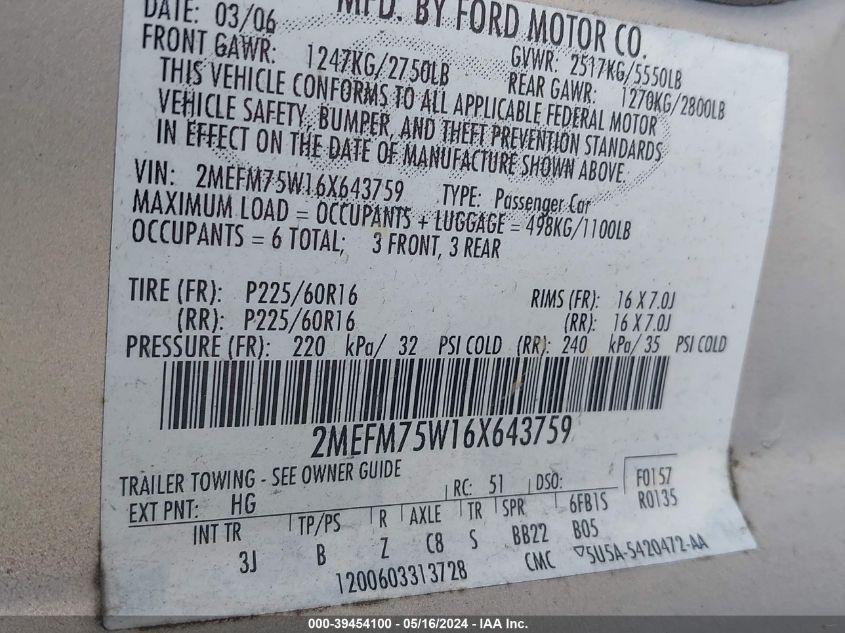 MFD. BY FORD MOTOR CO.
DATE: 03/06 GVWR: 2517KG/5550LB
FRONT GAWR: 1247KG/2750LB REAR GAWR: 1270KG/2800LB
THIS VEHICLE CONFORMS TO ALL APPLICABLE FEDERAL MOTOR
VEHICLE SAFETY, BUMPER, AND THEFT PREVENTION STANDARDS
IN EFFECT ON THE DATE OF MANUFACTURE SHOWN ABOVE.
VIN: 2MEFM75W16X643759 TYPE: Passenger Car
MAXIMUM LOAD = OCCUPANTS + LUGGAGE = 498KG/1100LB
OCCUPANTS = 6 TOTAL; 3 FRONT, 3 REAR
TIRE (FR): P225/60R16 RIMS (FR): 16 X 7.0J
(RR): P225/60R16 (RR): 16 X 7.0J
PRESSURE (FR): 220 kPa/ 32 PSI COLD (RR): 240 kPa/ 35 PSI COLD
2MEFM75W16X643759
TRAILER TOWING - SEE OWNER GUIDE
EXT PNT: HG RC: 51 DSO: F0157
INT TR TP/PS R AXLE TR SPR 6FB1S R0135
3J B Z C8 S BB22 B05
1200603313728 CMC ▽5U5A-5420472-AA
000-39454100 - 05/16/2024 - IAA Inc.